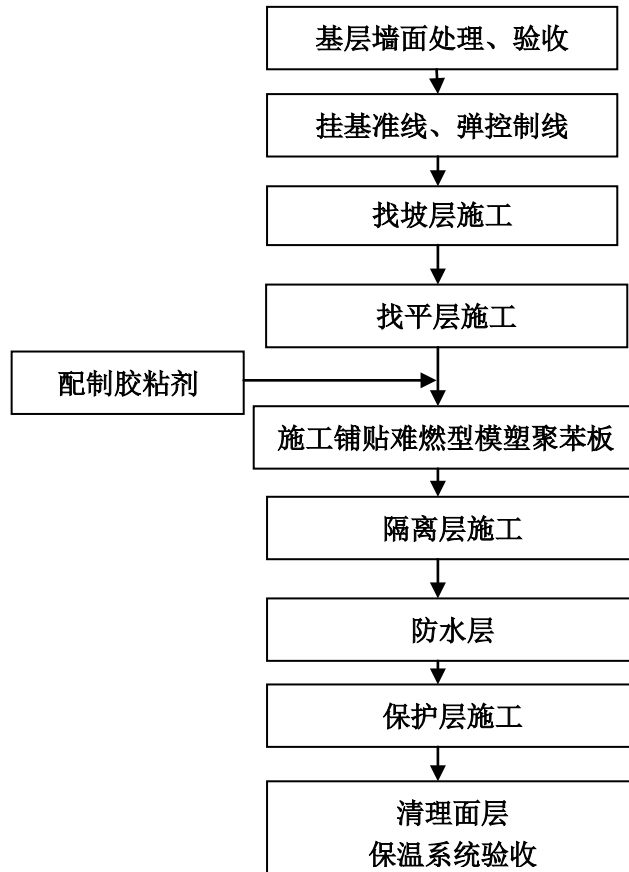 基层墙面处理、验收
挂基准线、弹控制线
找坡层施工
找平层施工
配制胶粘剂
施工铺贴难燃型模塑聚苯板
隔离层施工
防水层
保护层施工
清理面层
保温系统验收